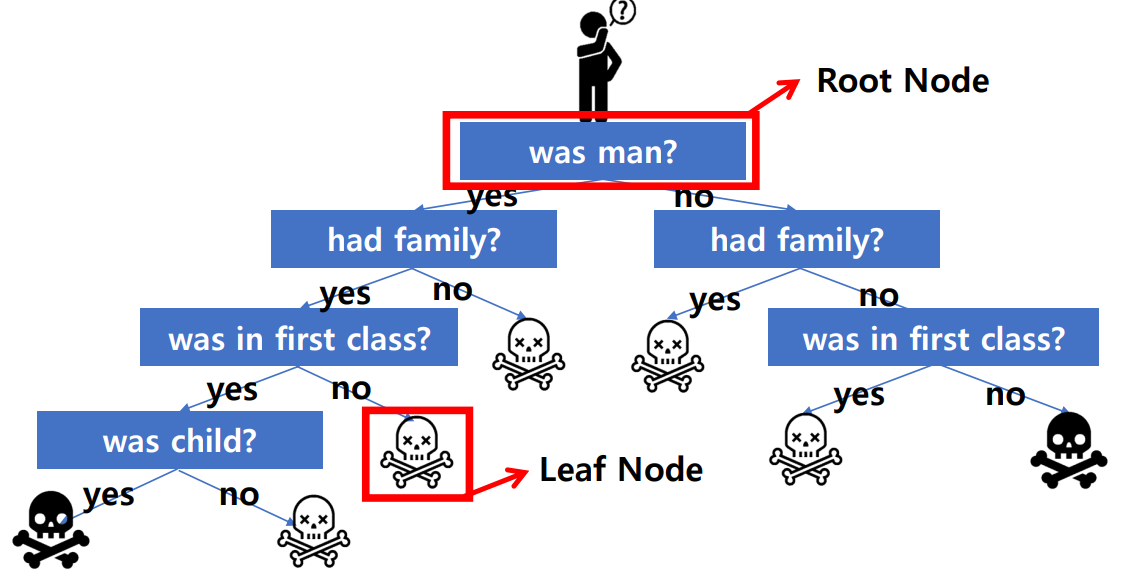 ?
Root Node
was man?
yes
no
had family?
had family?
yes
no
yes
no
was in first class?
was in first class?
yes
no
yes
no
was child?
Leaf Node
yes
no